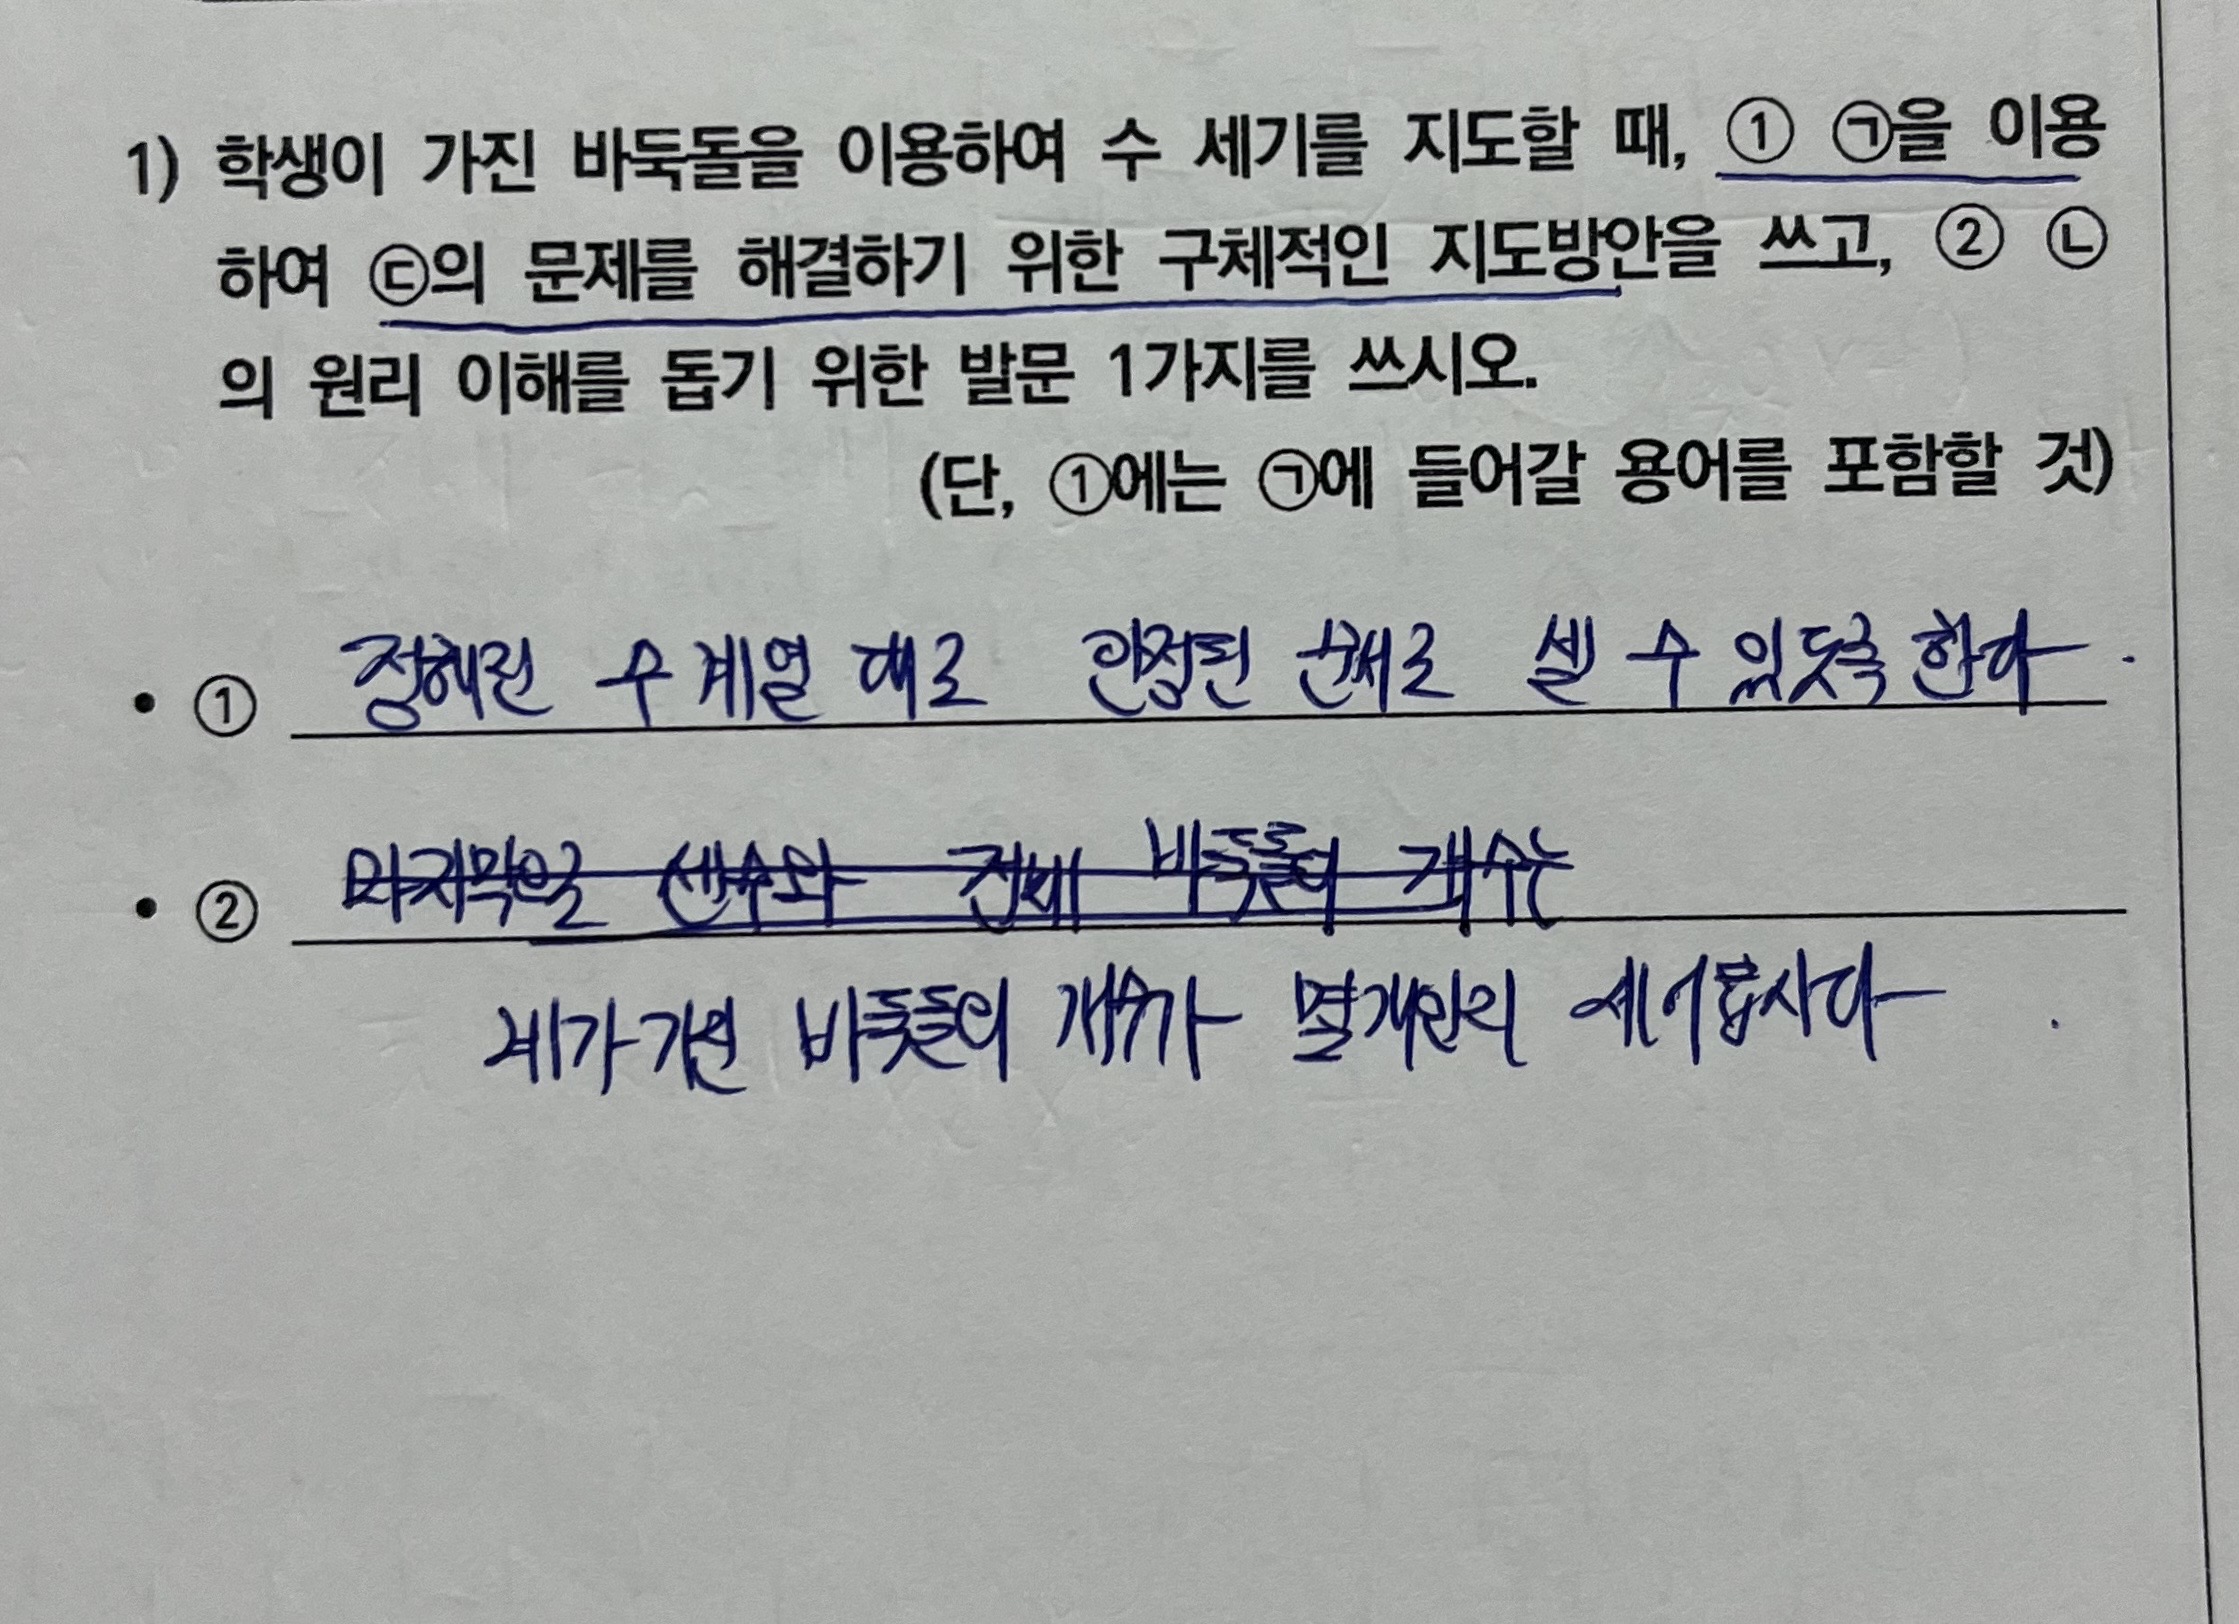 1) 학생이 가진 바둑돌을 이용하여 수 세기를 지도할 때, ① ㉠을 이용
하여 ㉢의 문제를 해결하기 위한 구체적인 지도방안을 쓰고, ② ㉡
의 원리 이해를 돕기 위한 발문 1가지를 쓰시오.
(단, ①에는 ㉠에 들어갈 용어를 포함할 것)
• ① 정해진 수 계열 대로 안정된 순서로 셀 수 있도록 한다.
• ② 마지막으로 센 수와 전체 바둑돌의 개수는
네가 가진 바둑돌의 개수가 몇개인지 세어봅시다.